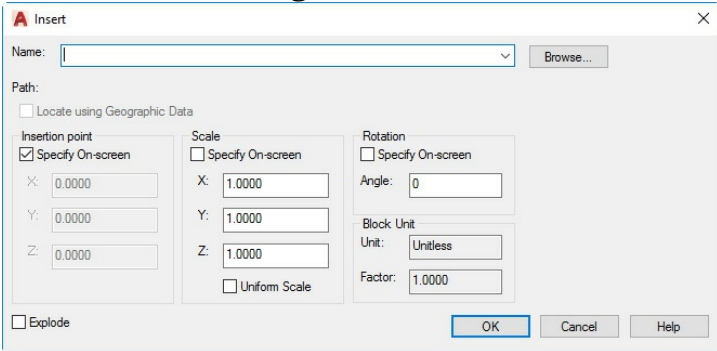 Insert
Name:
Browse...
Path:
Locate using Geographic Data
Insertion point
Specify On-screen
X: 0.0000
Y: 0.0000
Z: 0.0000
Scale
Specify On-screen
X: 1.0000
Y: 1.0000
Z: 1.0000
Uniform Scale
Rotation
Specify On-screen
Angle: 0
Block Unit
Unit: Unitless
Factor: 1.0000
Explode
OK Cancel Help